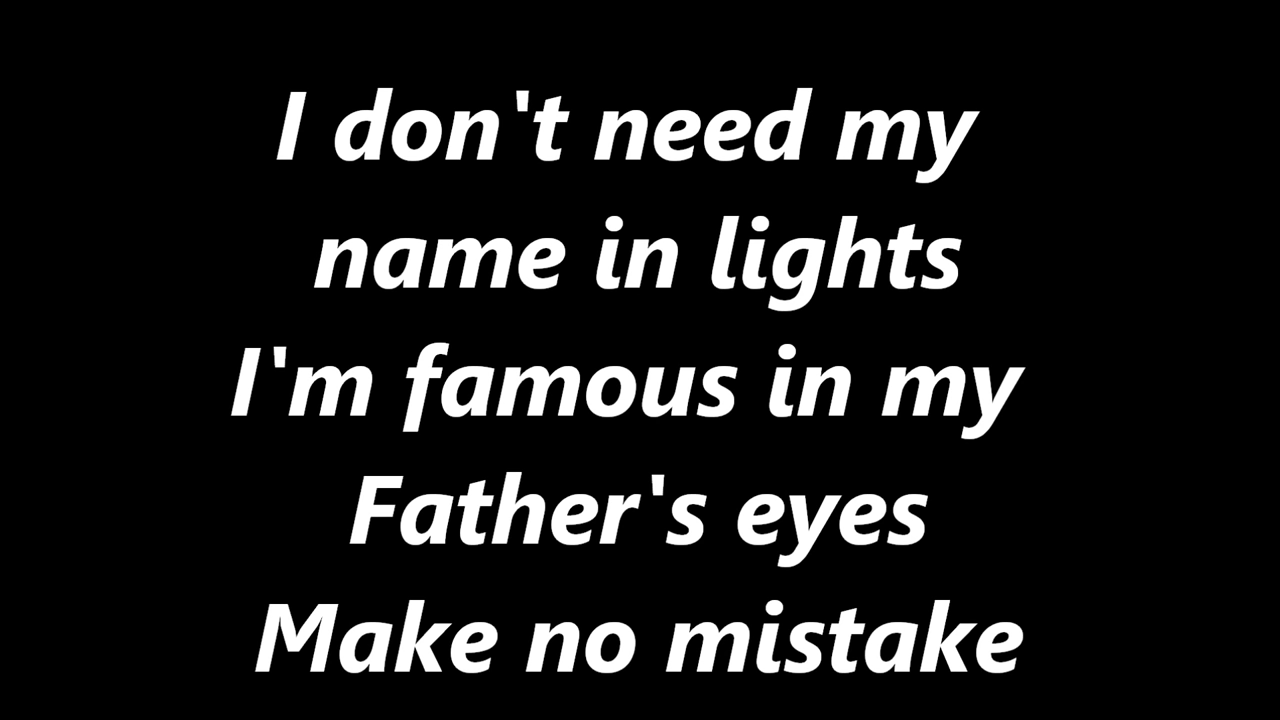 I don't need my
name in lights
I'm famous in my
Father's eyes
Make no mistake